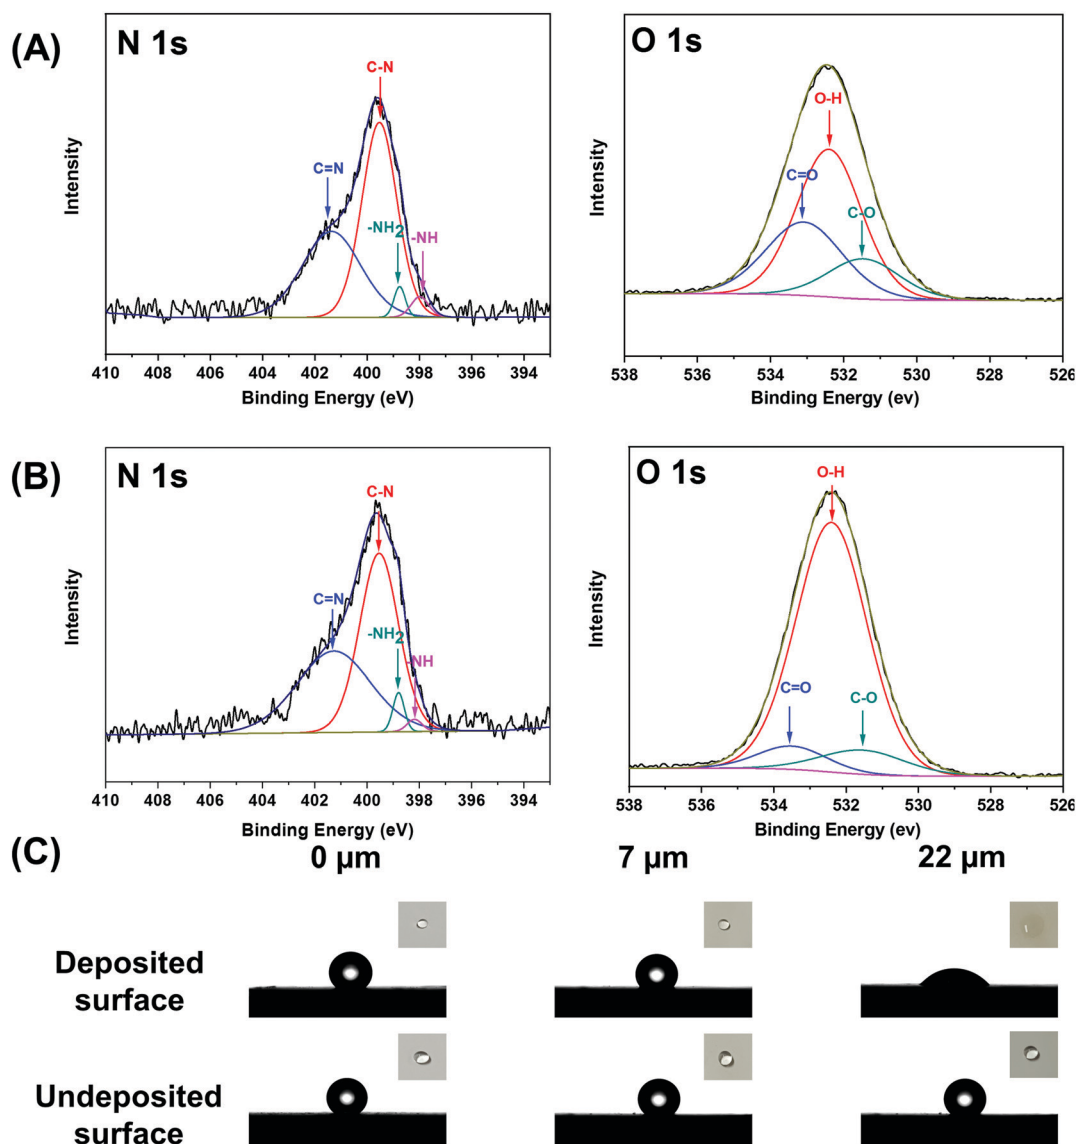 (A)
N 1s
C-N
C=N
-NH2
-NH
Intensity
410 408 406 404 402 400 398 396 394
Binding Energy (eV)
O 1s
O-H
C=O
C-O
Intensity
538 536 534 532 530 528 526
Binding Energy (ev)
(B)
N 1s
C-N
C=N
-NH2
-NH
Intensity
410 408 406 404 402 400 398 396 394
Binding Energy (eV)
O 1s
O-H
C=O
C-O
Intensity
538 536 534 532 530 528 526
Binding Energy (ev)
(C)
0 µm 7 µm 22 µm
Deposited
surface
Undeposited
surface